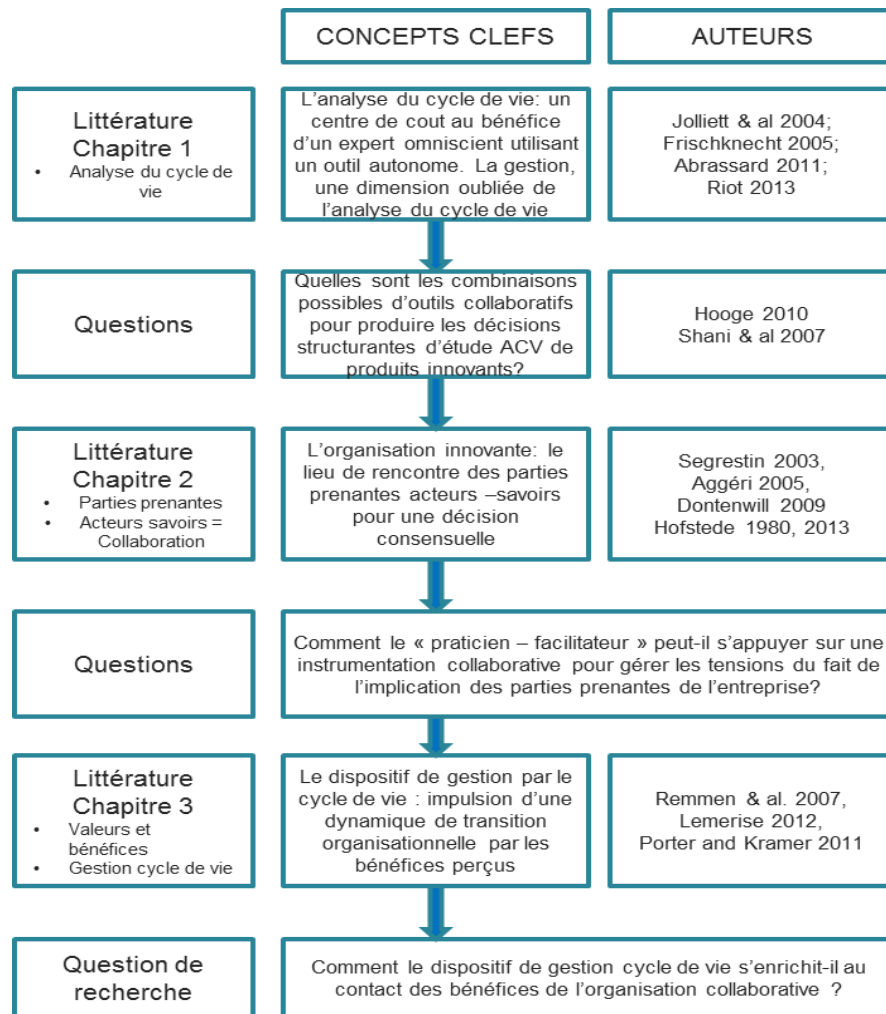 CONCEPTS CLEFS
AUTEURS
Littérature
Chapitre 1
• Analyse du cycle de
vie
L'analyse du cycle de vie: un
centre de cout au bénéfice
d'un expert omniscient utilisant
un outil autonome. La gestion,
une dimension oubliée de
l'analyse du cycle de vie
Jolliett & al 2004;
Frischknecht 2005;
Abrassard 2011;
Riot 2013
Questions
Quelles sont les combinaisons
possibles d'outils collaboratifs
pour produire les décisions
structurantes d'étude ACV de
produits innovants?
Hooge 2010
Shani & al 2007
Littérature
Chapitre 2
• Parties prenantes
• Acteurs savoirs =
Collaboration
L'organisation innovante: le
lieu de rencontre des parties
prenantes acteurs –savoirs
pour une décision
consensuelle
Segrestin 2003,
Aggéri 2005,
Dontenwill 2009
Hofstede 1980, 2013
Questions
Comment le « praticien – facilitateur » peut-il s'appuyer sur une
instrumentation collaborative pour gérer les tensions du fait de
l'implication des parties prenantes de l'entreprise?
Littérature
Chapitre 3
• Valeurs et
bénéfices
• Gestion cycle de vie
Le dispositif de gestion par le
cycle de vie : impulsion d'une
dynamique de transition
organisationnelle par les
bénéfices perçus
Remmen & al. 2007,
Lemerise 2012,
Porter and Kramer 2011
Question de
recherche
Comment le dispositif de gestion cycle de vie s'enrichit-il au
contact des bénéfices de l'organisation collaborative ?